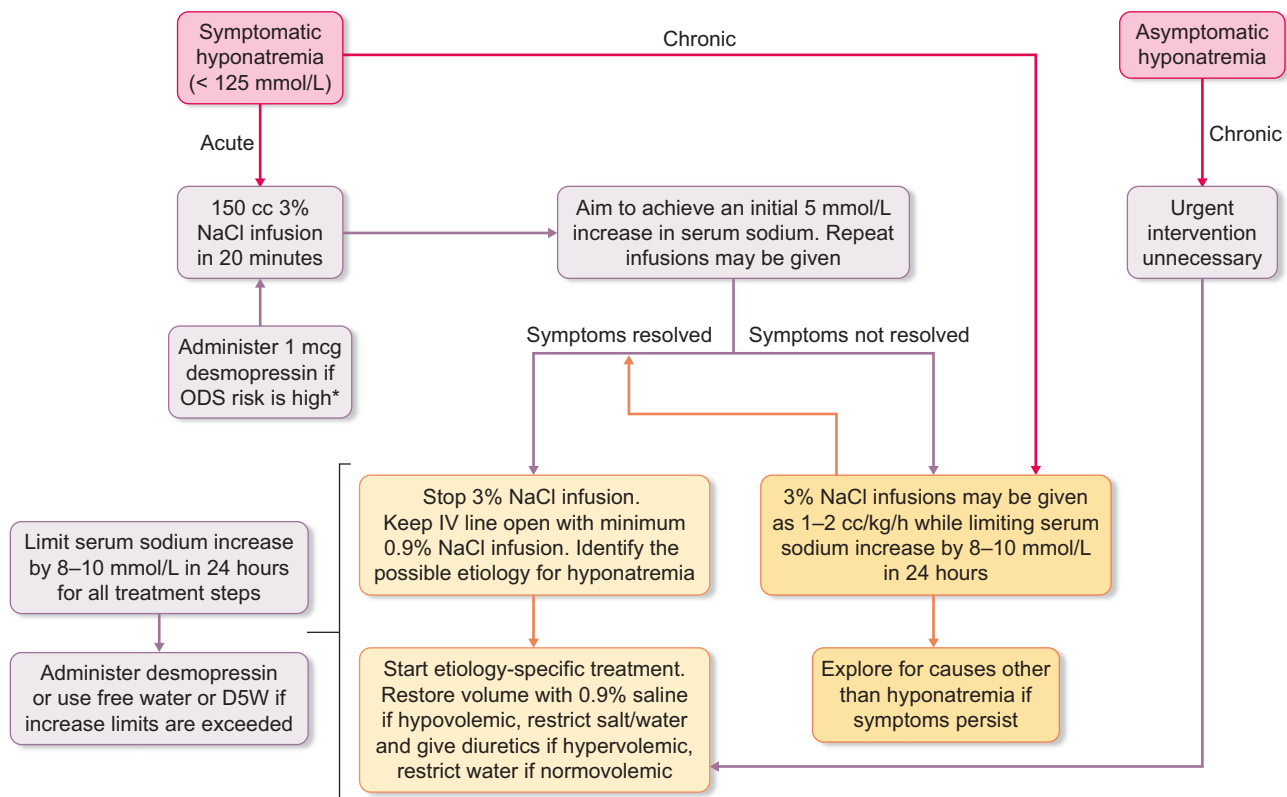 Symptomatic
hyponatremia
(< 125 mmol/L)
Chronic
Asymptomatic
hyponatremia
Acute
Chronic
150 cc 3%
NaCl infusion
in 20 minutes
Aim to achieve an initial 5 mmol/L
increase in serum sodium. Repeat
infusions may be given
Urgent
intervention
unnecessary
Administer 1 mcg
desmopressin if
ODS risk is high*
Symptoms resolved
Symptoms not resolved
Stop 3% NaCl infusion.
Keep IV line open with minimum
0.9% NaCl infusion. Identify the
possible etiology for hyponatremia
3% NaCl infusions may be given
as 1–2 cc/kg/h while limiting serum
sodium increase by 8–10 mmol/L
in 24 hours
Limit serum sodium increase
by 8–10 mmol/L in 24 hours
for all treatment steps
Administer desmopressin
or use free water or D5W if
increase limits are exceeded
Start etiology-specific treatment.
Restore volume with 0.9% saline
if hypovolemic, restrict salt/water
and give diuretics if hypervolemic,
restrict water if normovolemic
Explore for causes other
than hyponatremia if
symptoms persist